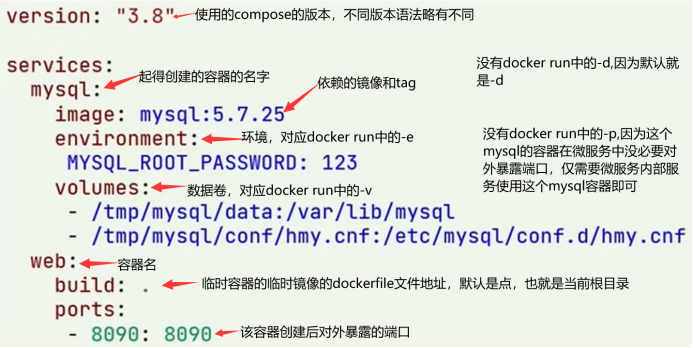 version: "3.8" 使用的compose的版本，不同版本语法略有不同
services:
没有docker run中的-d,因为默认就
是-d
mysql: 起得创建的容器的名字
依赖的镜像和tag
image: mysql:5.7.25
environment: 环境，对应docker run中的-e
没有docker run中的-p,因为这个
mysql的容器在微服务中没必要对
外暴露端口，仅需要微服务内部服
务使用这个mysql容器即可
MYSQL_ROOT_PASSWORD: 123
volumes: 数据卷，对应docker run中的-v
- /tmp/mysql/data:/var/lib/mysql
- /tmp/mysql/conf/hmy.cnf:/etc/mysql/conf.d/hmy.cnf
web: 容器名
build: . 临时容器的临时镜像的dockerfile文件地址，默认是点，也就是当前根目录
ports:
- 8090: 8090 该容器创建后对外暴露的端口